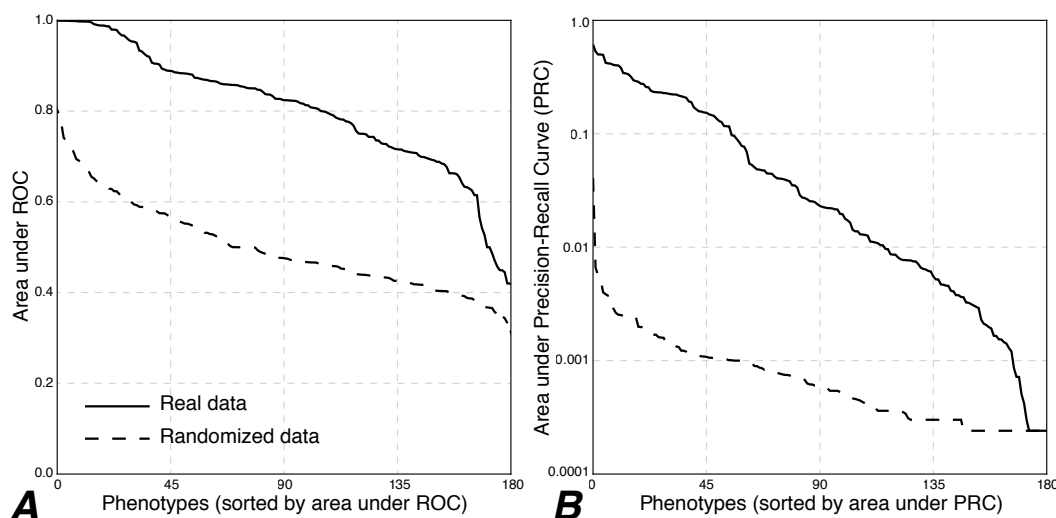 Area under ROC
1.0
0.8
0.6
0.4
0.2
0.0
Real data
Randomized data
0
45
90
135
180
Phenotypes (sorted by area under ROC)
A
Area under Precision-Recall Curve (PRC)
1.0
0.1
0.01
0.001
0.0001
0
45
90
135
180
Phenotypes (sorted by area under PRC)
B